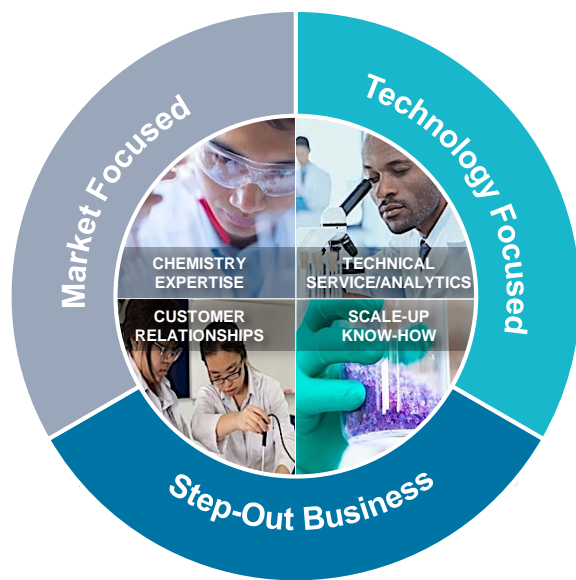 Market Focused
Technology Focused
CHEMISTRY
EXPERTISE
TECHNICAL
SERVICE/ANALYTICS
CUSTOMER
RELATIONSHIPS
SCALE-UP
KNOW-HOW
Step-Out Business